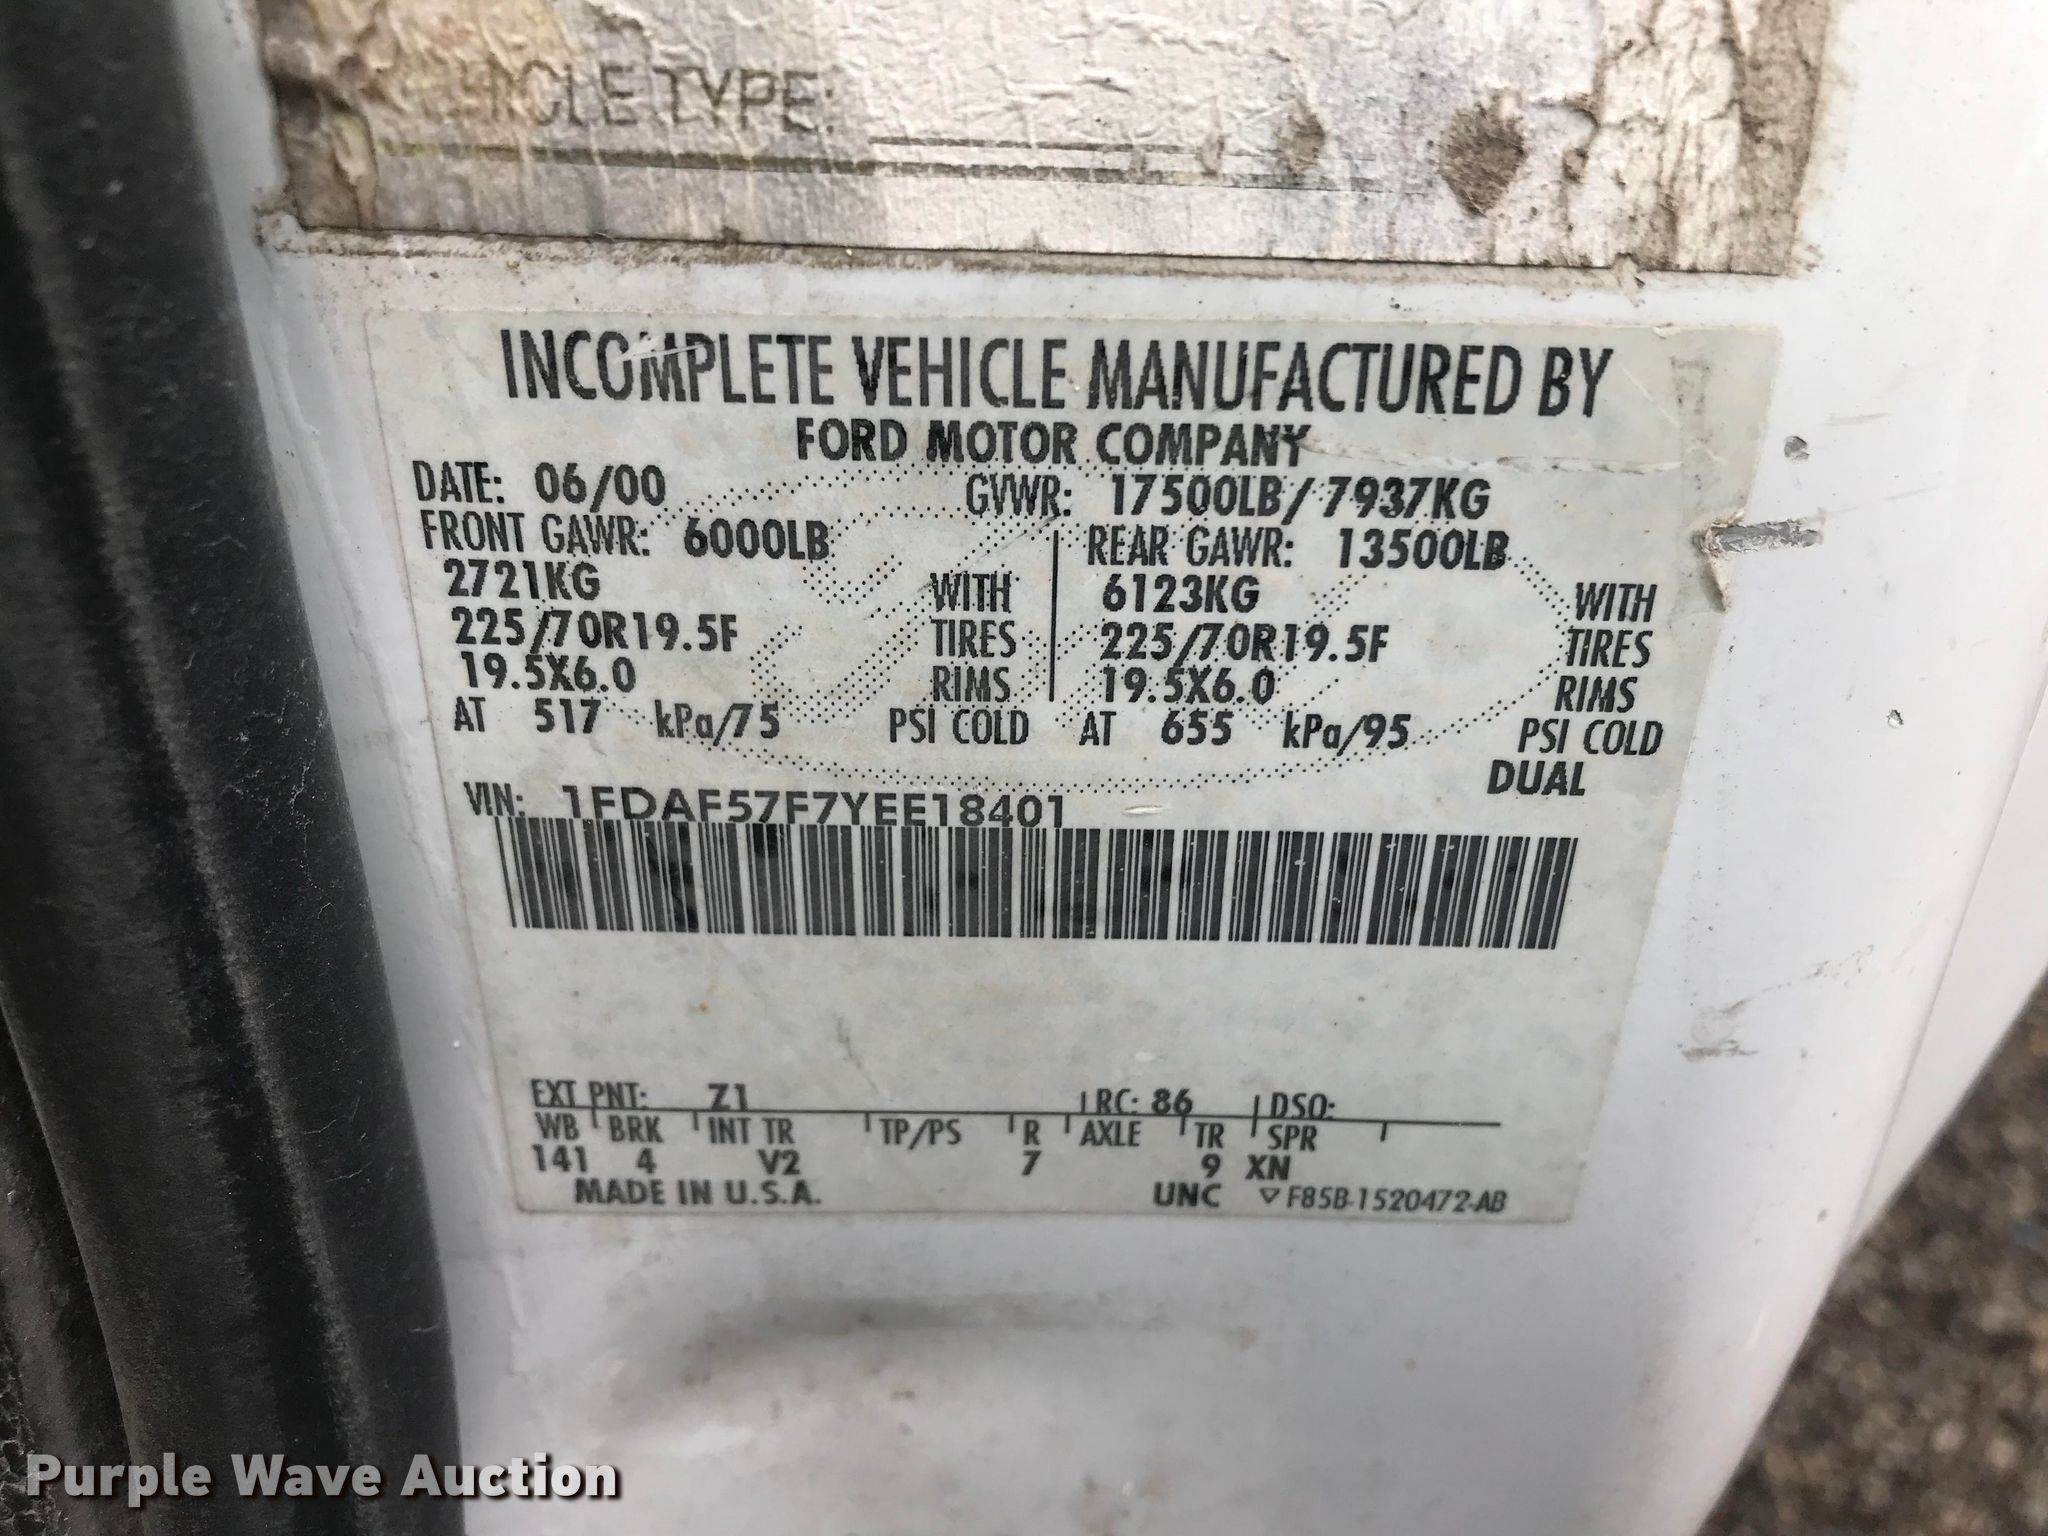 TYPE:
INCOMPLETE VEHICLE MANUFACTURED BY
FORD MOTOR COMPANY
DATE: 06/00 GVWR: 17500LB/7937KG
FRONT GAWR: 6000LB REAR GAWR: 13500LB
2721KG WITH 6123KG WITH
225/70R19.5F TIRES 225/70R19.5F TIRES
19.5X6.0 RIMS 19.5X6.0 RIMS
AT 517 kPa/75 PSI COLD AT 655 kPa/95 PSI COLD
DUAL
VIN: 1FDAF57F7YEE18401
EXT PNT: Z1 RC: 86 DSO:
WB BRK INT TR TP/PS R AXLE TR SPR
141 4 V2 7 9 XN
MADE IN U.S.A. UNC ▽ F85B-1520472-AB
Purple Wave Auction